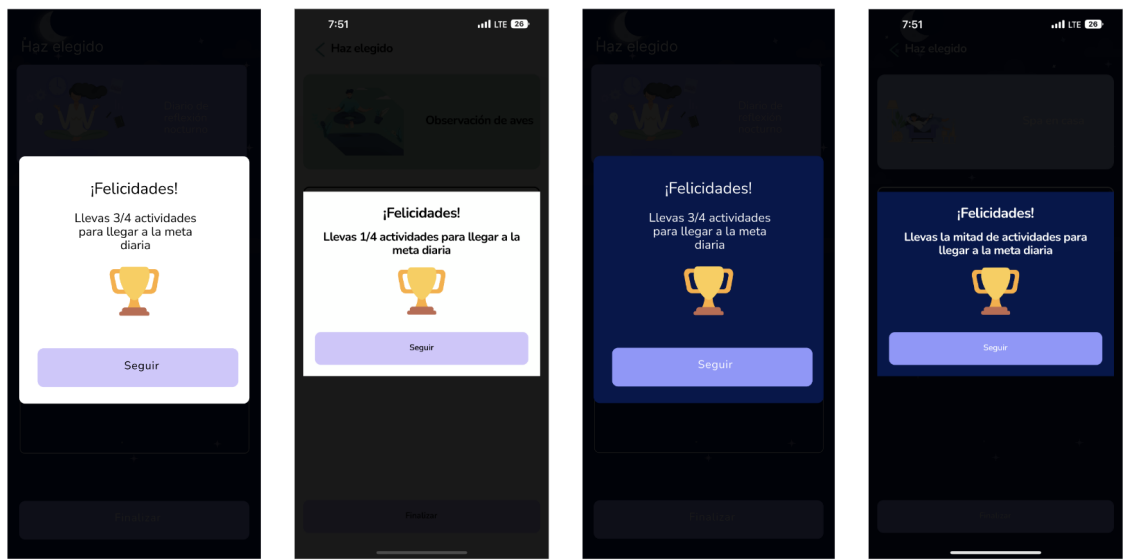 Haz elegido
¡Felicidades!
Llevas 3/4 actividades
para llegar a la meta
diaria
Seguir
Finalizar
7:51
LTE 26
Haz elegido
Observación de aves
¡Felicidades!
Llevas 1/4 actividades para llegar a la
meta diaria
Seguir
Finalizar
Haz elegido
¡Felicidades!
Llevas 3/4 actividades
para llegar a la meta
diaria
Seguir
Finalizar
7:51
LTE 26
Haz elegido
¡Felicidades!
Llevas la mitad de actividades para
llegar a la meta diaria
Seguir
Finalizar